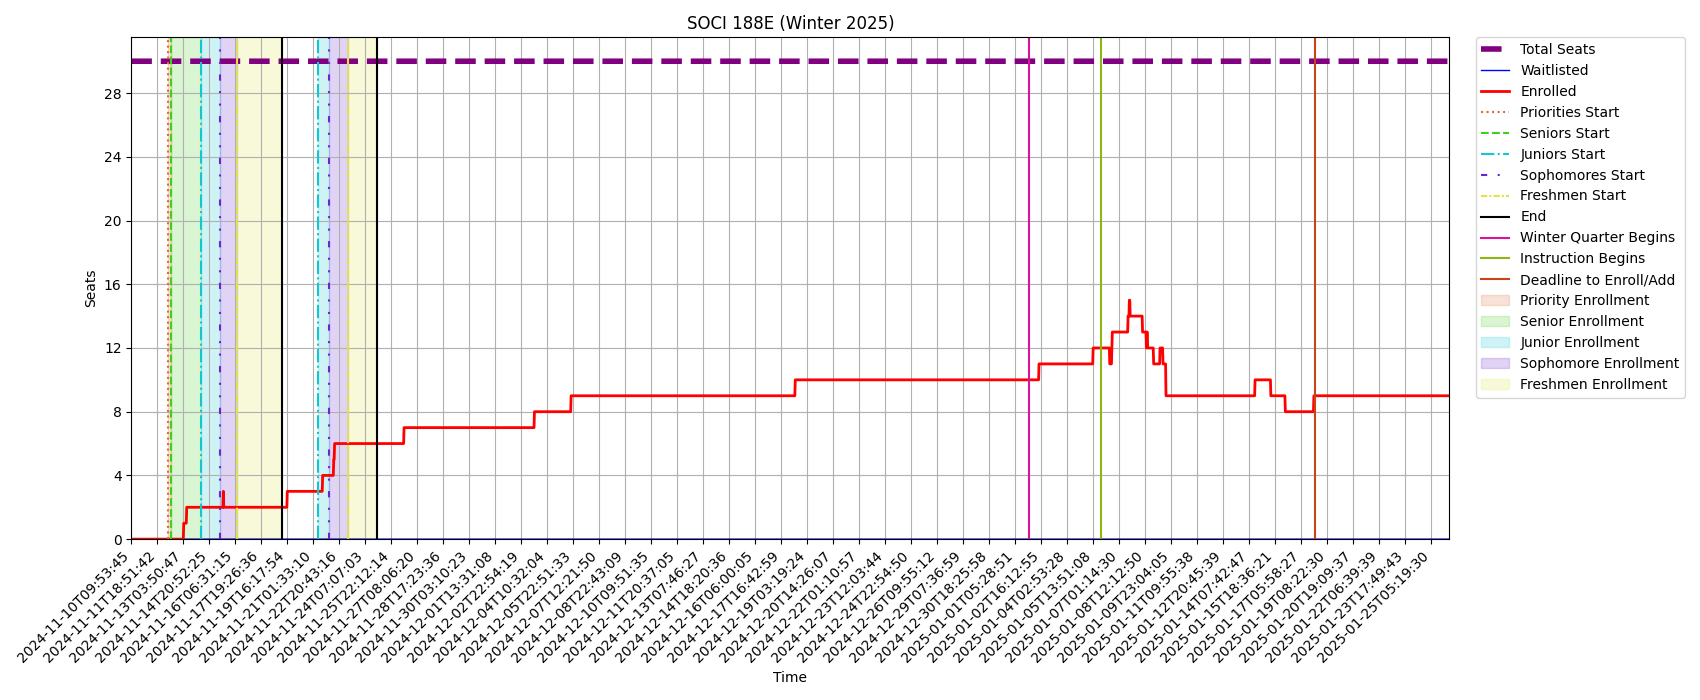 SOCI 188E (Winter 2025)
Seats
28
24
20
16
12
8
4
0
2024-11-10T09:53:45
2024-11-11T18:51:42
2024-11-13T03:50:47
2024-11-14T20:52:25
2024-11-16T06:31:15
2024-11-17T19:26:36
2024-11-19T16:17:54
2024-11-21T01:33:10
2024-11-22T20:43:16
2024-11-24T07:07:03
2024-11-25T22:12:14
2024-11-27T08:06:20
2024-11-28T17:23:36
2024-11-30T03:10:23
2024-12-01T13:31:08
2024-12-02T22:54:19
2024-12-04T10:32:04
2024-12-05T22:51:33
2024-12-07T12:21:50
2024-12-08T22:43:09
2024-12-10T09:51:35
2024-12-11T20:37:05
2024-12-13T07:46:27
2024-12-14T18:20:36
2024-12-16T06:00:05
2024-12-17T16:42:59
2024-12-19T03:19:24
2024-12-20T14:26:07
2024-12-22T01:10:57
2024-12-23T12:03:44
2024-12-24T22:54:50
2024-12-26T09:55:12
2024-12-29T07:36:59
2024-12-30T18:25:58
2025-01-01T05:28:51
2025-01-02T16:12:55
2025-01-04T02:53:28
2025-01-05T13:51:08
2025-01-07T01:14:30
2025-01-08T12:12:50
2025-01-09T23:04:05
2025-01-11T09:55:38
2025-01-12T20:45:39
2025-01-14T07:42:47
2025-01-15T18:36:21
2025-01-17T05:58:27
2025-01-19T08:22:30
2025-01-20T19:09:37
2025-01-22T06:39:39
2025-01-23T17:49:43
2025-01-25T05:19:30
Time
Total Seats
Waitlisted
Enrolled
Priorities Start
Seniors Start
Juniors Start
Sophomores Start
Freshmen Start
End
Winter Quarter Begins
Instruction Begins
Deadline to Enroll/Add
Priority Enrollment
Senior Enrollment
Junior Enrollment
Sophomore Enrollment
Freshmen Enrollment